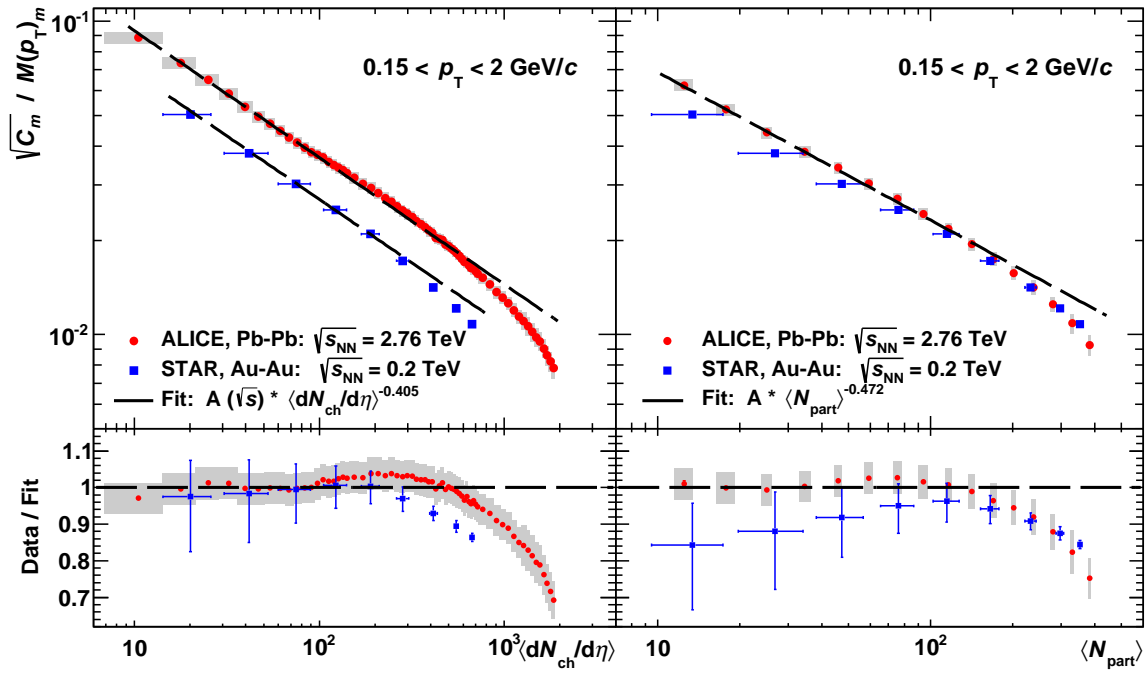 10⁻¹
√C_m / M(p_T)_m
0.15 < p_T < 2 GeV/c
0.15 < p_T < 2 GeV/c
10⁻²
ALICE, Pb-Pb: √s_NN = 2.76 TeV
STAR, Au-Au: √s_NN = 0.2 TeV
Fit: A (√s) * ⟨dN_ch/dη⟩^-0.405
ALICE, Pb-Pb: √s_NN = 2.76 TeV
STAR, Au-Au: √s_NN = 0.2 TeV
Fit: A * ⟨N_part⟩^-0.472
Data / Fit
1.1
1
0.9
0.8
0.7
10
10²
10³
⟨dN_ch/dη⟩
10
10²
⟨N_part⟩